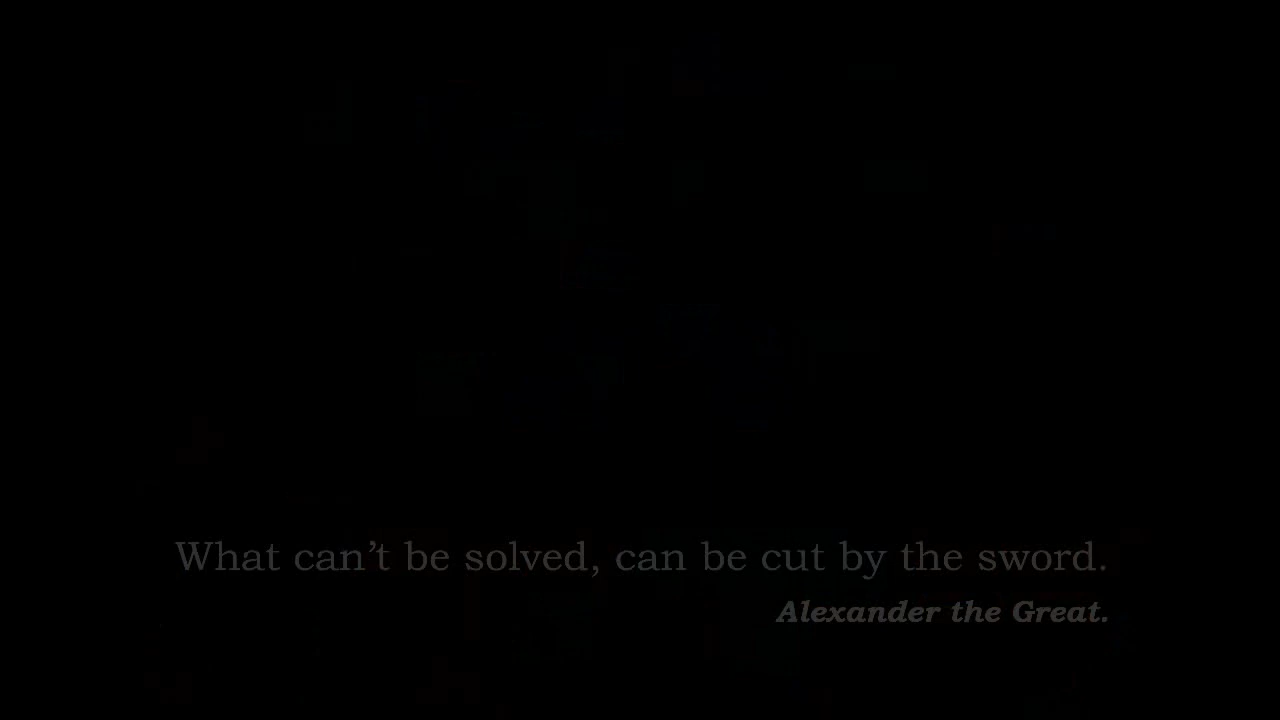 What can’t be solved, can be cut by the sword.
Alexander the Great.